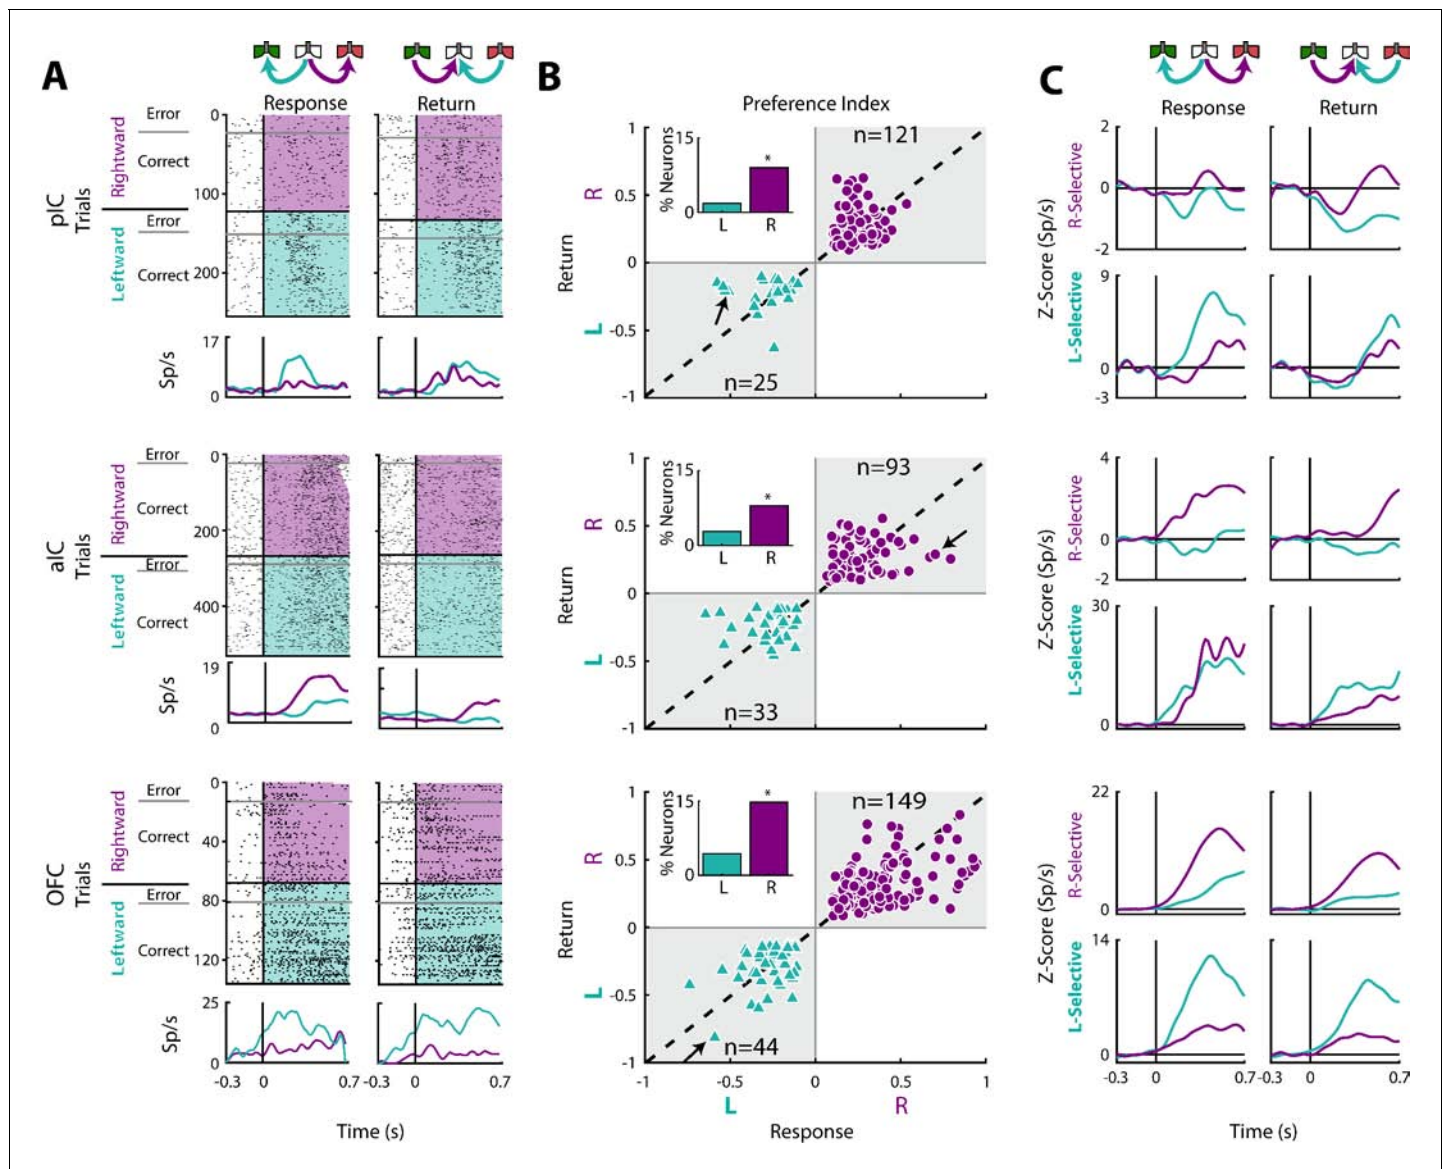 A
Response
Return
pIC
Trials
Rightward
Leftward
Error
Correct
Error
Correct
0
100
200
Sp/s
17
0
aIC
Trials
Rightward
Leftward
Error
Correct
Error
Correct
0
200
400
Sp/s
19
0
OFC
Trials
Rightward
Leftward
Error
Correct
Error
Correct
0
40
80
120
Sp/s
25
0
-0.3 0 0.7 -0.3 0 0.7
Time (s)
B
Preference Index
1
0.5
0
-0.5
-1
R
Return
L
% Neurons
15
0
*
L R
n=121
n=25
1
0.5
0
-0.5
-1
R
Return
L
% Neurons
15
0
*
L R
n=93
n=33
1
0.5
0
-0.5
-1
R
Return
L
% Neurons
15
0
*
L R
n=149
n=44
-1 -0.5 0 0.5 1
L R
Response
C
Response
Return
Z-Score (Sp/s)
R-Selective
2
0
-2
L-Selective
9
0
-3
Z-Score (Sp/s)
R-Selective
4
0
-2
L-Selective
30
0
Z-Score (Sp/s)
R-Selective
22
0
L-Selective
14
0
-0.3 0 0.7 -0.3 0 0.7
Time (s)